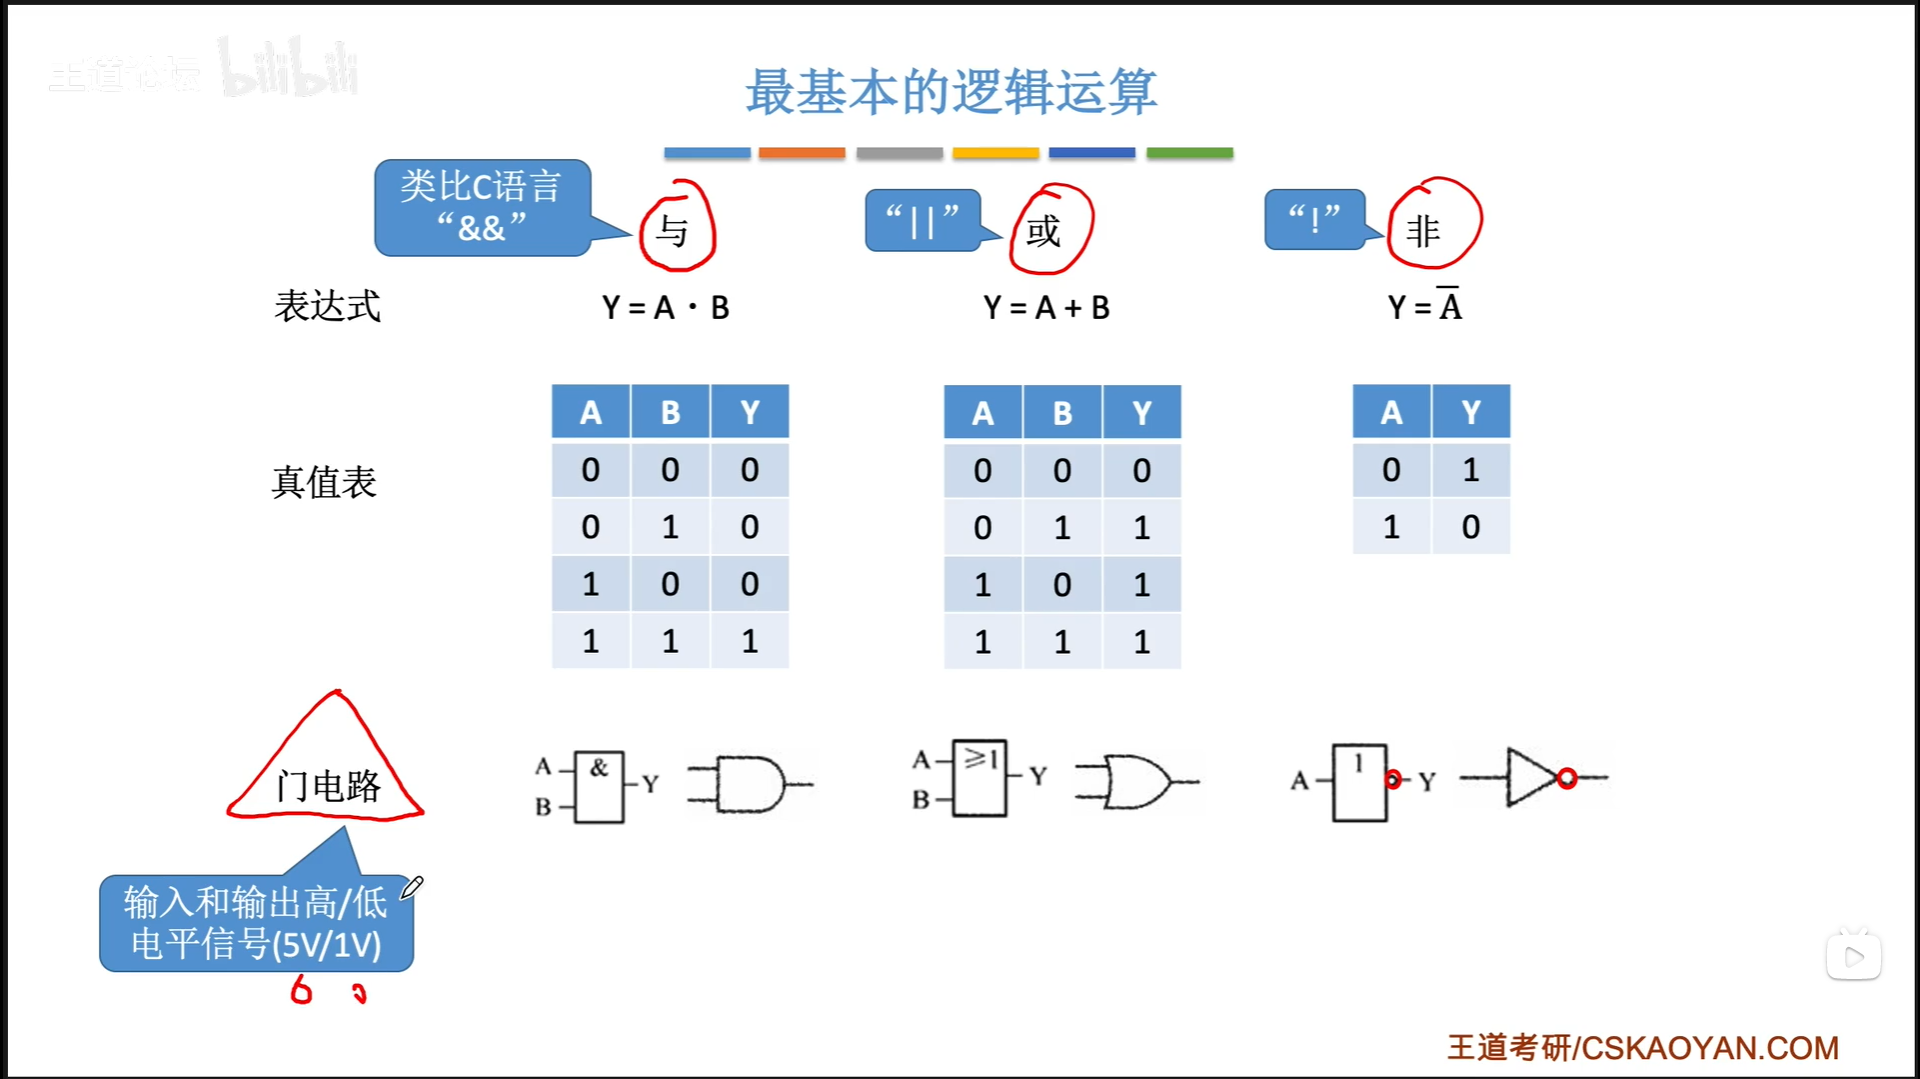 王道论坛 bilibili
最基本的逻辑运算
类比C语言
“&&”
与
“||”
或
“!”
非
表达式
Y = A · B
Y = A + B
Y = A̅
真值表
A B Y
0 0 0
0 1 0
1 0 0
1 1 1
A B Y
0 0 0
0 1 1
1 0 1
1 1 1
A Y
0 1
1 0
门电路
A & Y
B
A ≥1 Y
B
A 1 Y
输入和输出高/低
电平信号(5V/1V)
王道考研/CSKAOYAN.COM